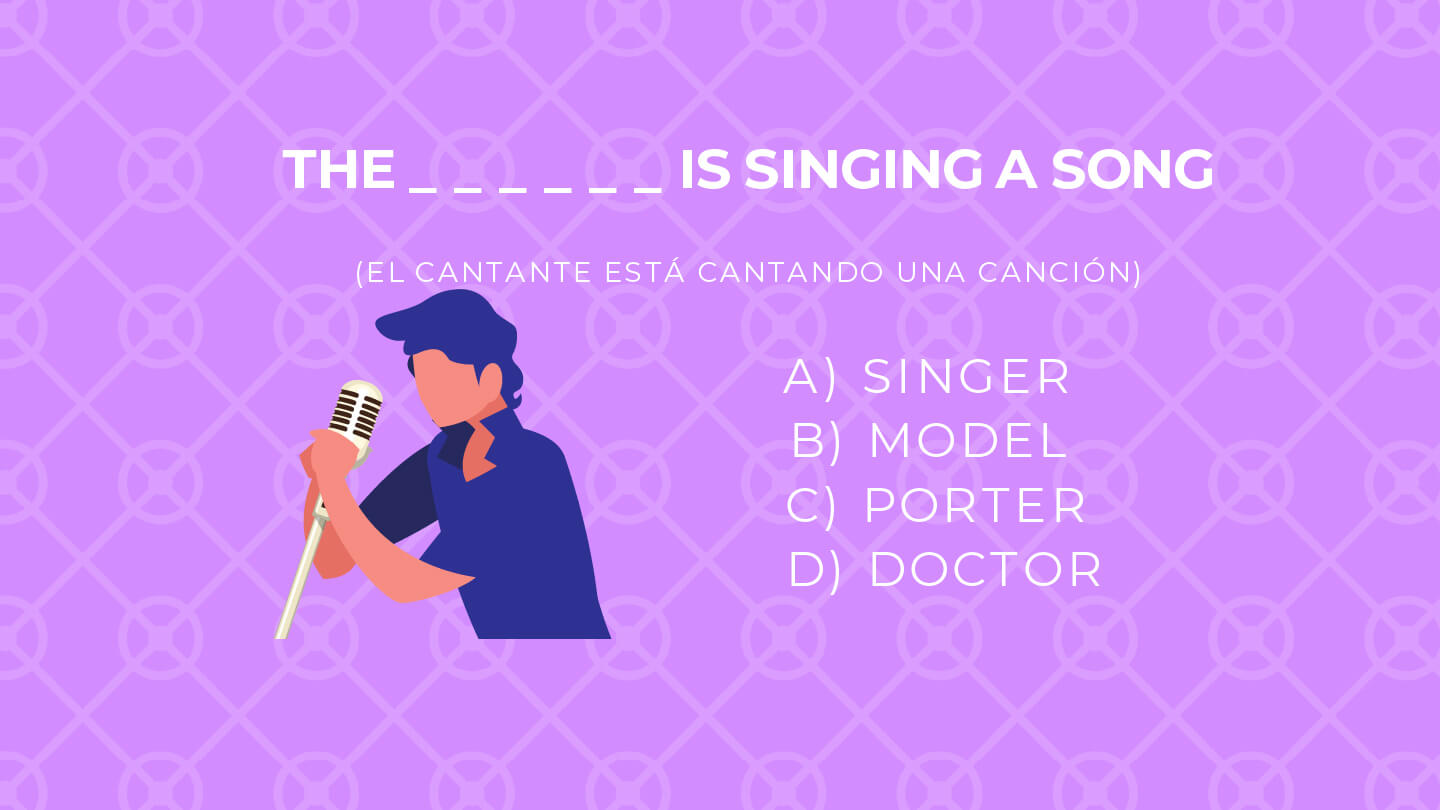 THE _ _ _ _ _ _ IS SINGING A SONG
(EL CANTANTE ESTÁ CANTANDO UNA CANCIÓN)
A) SINGER
B) MODEL
C) PORTER
D) DOCTOR